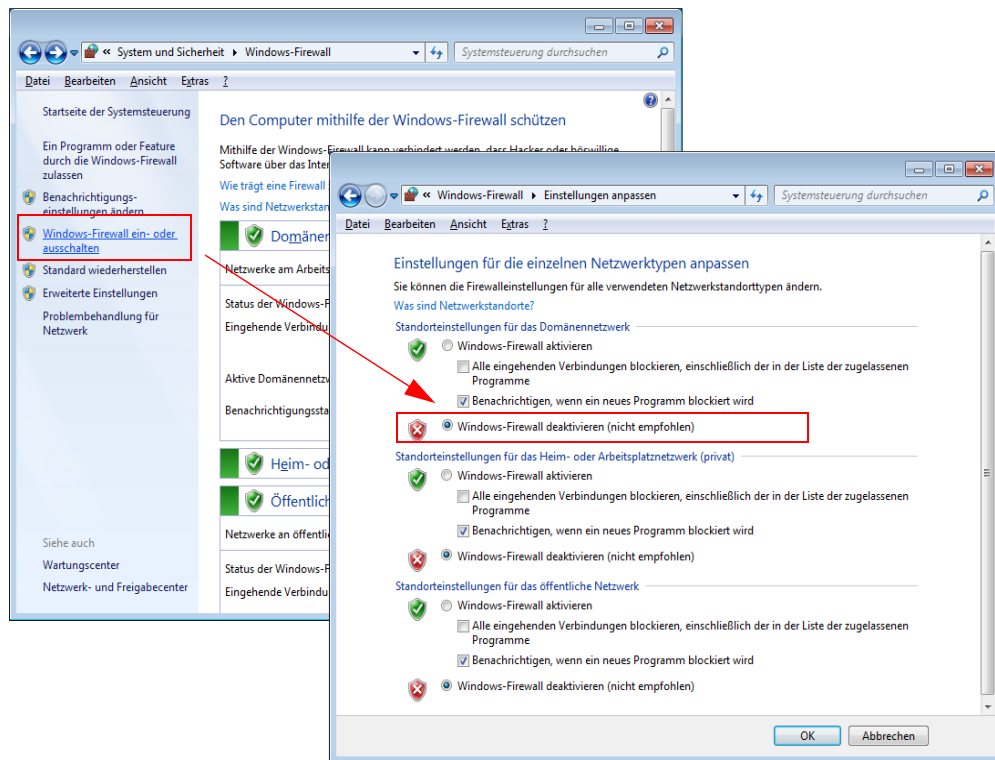 « System und Sicherheit ▸ Windows-Firewall
Systemsteuerung durchsuchen
Datei Bearbeiten Ansicht Extras ?
Startseite der Systemsteuerung
Ein Programm oder Feature
durch die Windows-Firewall
zulassen
Benachrichtigungs-
einstellungen ändern
Windows-Firewall ein- oder
ausschalten
Standard wiederherstellen
Erweiterte Einstellungen
Problembehandlung für
Netzwerk
Siehe auch
Wartungscenter
Netzwerk- und Freigabecenter
Den Computer mithilfe der Windows-Firewall schützen
Mithilfe der Windows-Firewall kann verhindert werden, dass Hacker oder böswillige
Software über das Inter
Wie trägt eine Firewall
Was sind Netzwerkstan
Domänen
Netzwerke am Arbeits
Status der Windows-F
Eingehende Verbindu
Aktive Domänennetzw
Benachrichtigungssta
Heim- od
Öffentlich
Netzwerke an öffentli
Status der Windows-F
Eingehende Verbindu
« Windows-Firewall ▸ Einstellungen anpassen
Systemsteuerung durchsuchen
Datei Bearbeiten Ansicht Extras ?
Einstellungen für die einzelnen Netzwerktypen anpassen
Sie können die Firewalleinstellungen für alle verwendeten Netzwerkstandorttypen ändern.
Was sind Netzwerkstandorte?
Standorteinstellungen für das Domänennetzwerk
Windows-Firewall aktivieren
Alle eingehenden Verbindungen blockieren, einschließlich der in der Liste der zugelassenen
Programme
Benachrichtigen, wenn ein neues Programm blockiert wird
Windows-Firewall deaktivieren (nicht empfohlen)
Standorteinstellungen für das Heim- oder Arbeitsplatznetzwerk (privat)
Windows-Firewall aktivieren
Alle eingehenden Verbindungen blockieren, einschließlich der in der Liste der zugelassenen
Programme
Benachrichtigen, wenn ein neues Programm blockiert wird
Windows-Firewall deaktivieren (nicht empfohlen)
Standorteinstellungen für das öffentliche Netzwerk
Windows-Firewall aktivieren
Alle eingehenden Verbindungen blockieren, einschließlich der in der Liste der zugelassenen
Programme
Benachrichtigen, wenn ein neues Programm blockiert wird
Windows-Firewall deaktivieren (nicht empfohlen)
OK Abbrechen